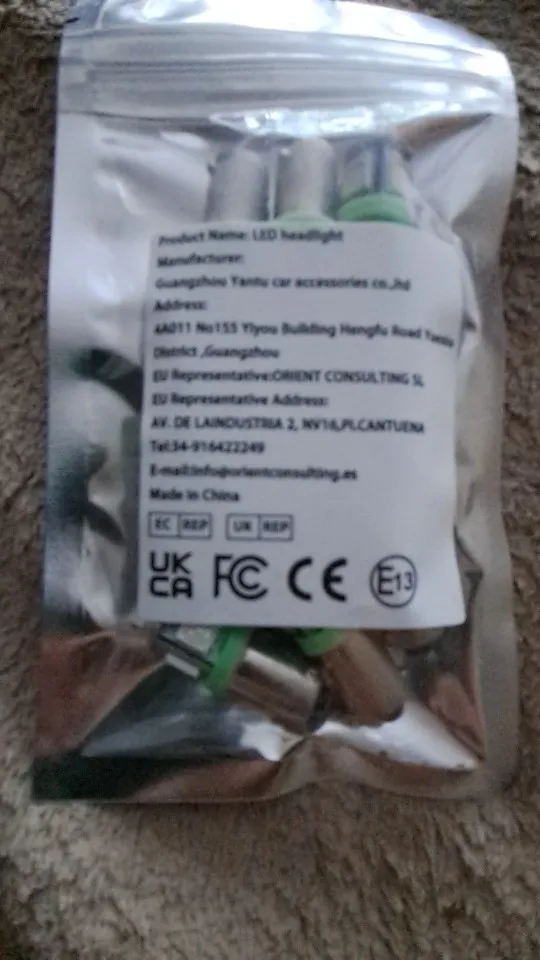 Product Name: LED headlight
Manufacturer:
Guangzhou Yantu car accessories co.,ltd
Address:
4A011 No155 Yiyou Building Hengfu Road
District ,Guangzhou
EU Representative:ORIENT CONSULTING SL
EU Representative Address:
AV. DE LAINDUSTRIA 2, NV16,PI.CANTUENA
Tel:34-916422249
E-mail:info@orientconsulting.es
Made in China
EC REP UK REP
UK CA FC CE E13